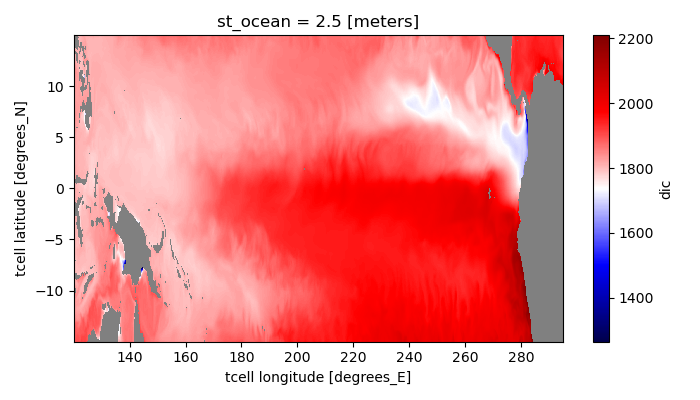 st_ocean = 2.5 [meters]
tcell latitude [degrees_N]
10
5
0
−5
−10
140 160 180 200 220 240 260 280
tcell longitude [degrees_E]
2200
2000
1800
1600
1400
dic